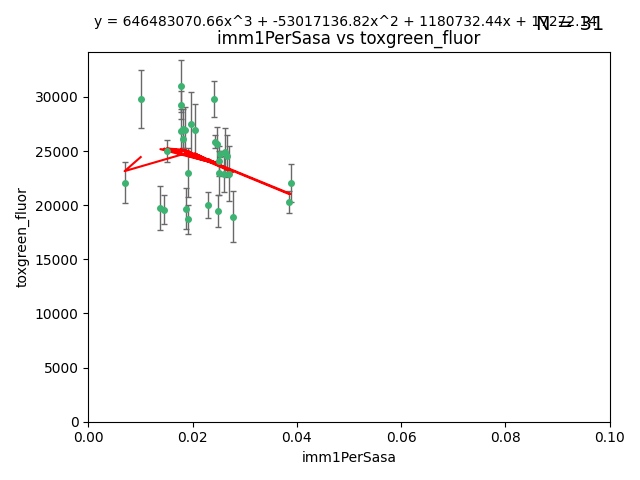 y = 646483070.66x^3 + -53017136.82x^2 + 1180732.44x + 17272.14
N = 31
imm1PerSasa vs toxgreen_fluor
30000
25000
20000
15000
10000
5000
0
toxgreen_fluor
0.00 0.02 0.04 0.06 0.08 0.10
imm1PerSasa